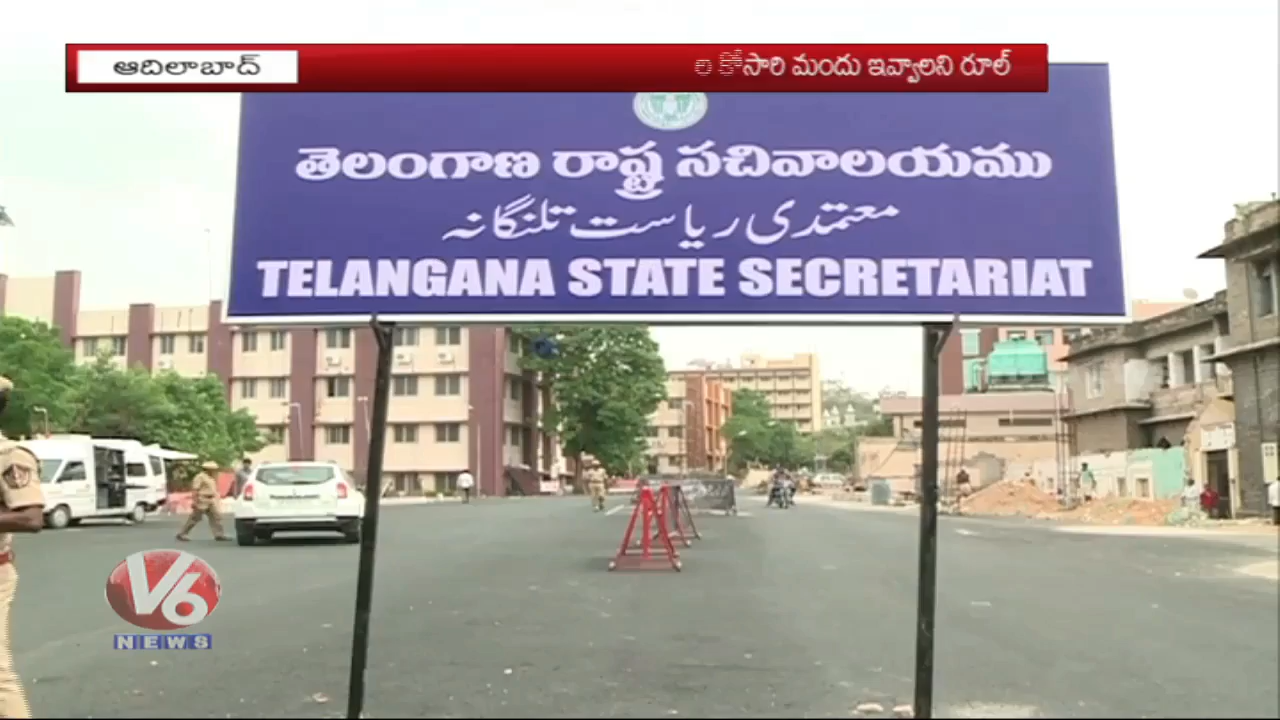 ఆదిలాబాద్
కోసారి మందు ఇవ్వాలని రూల్
తెలంగాణ రాష్ట్ర సచివాలయము
معتمدی ریاست تلنگانہ
TELANGANA STATE SECRETARIAT
V6
NEWS